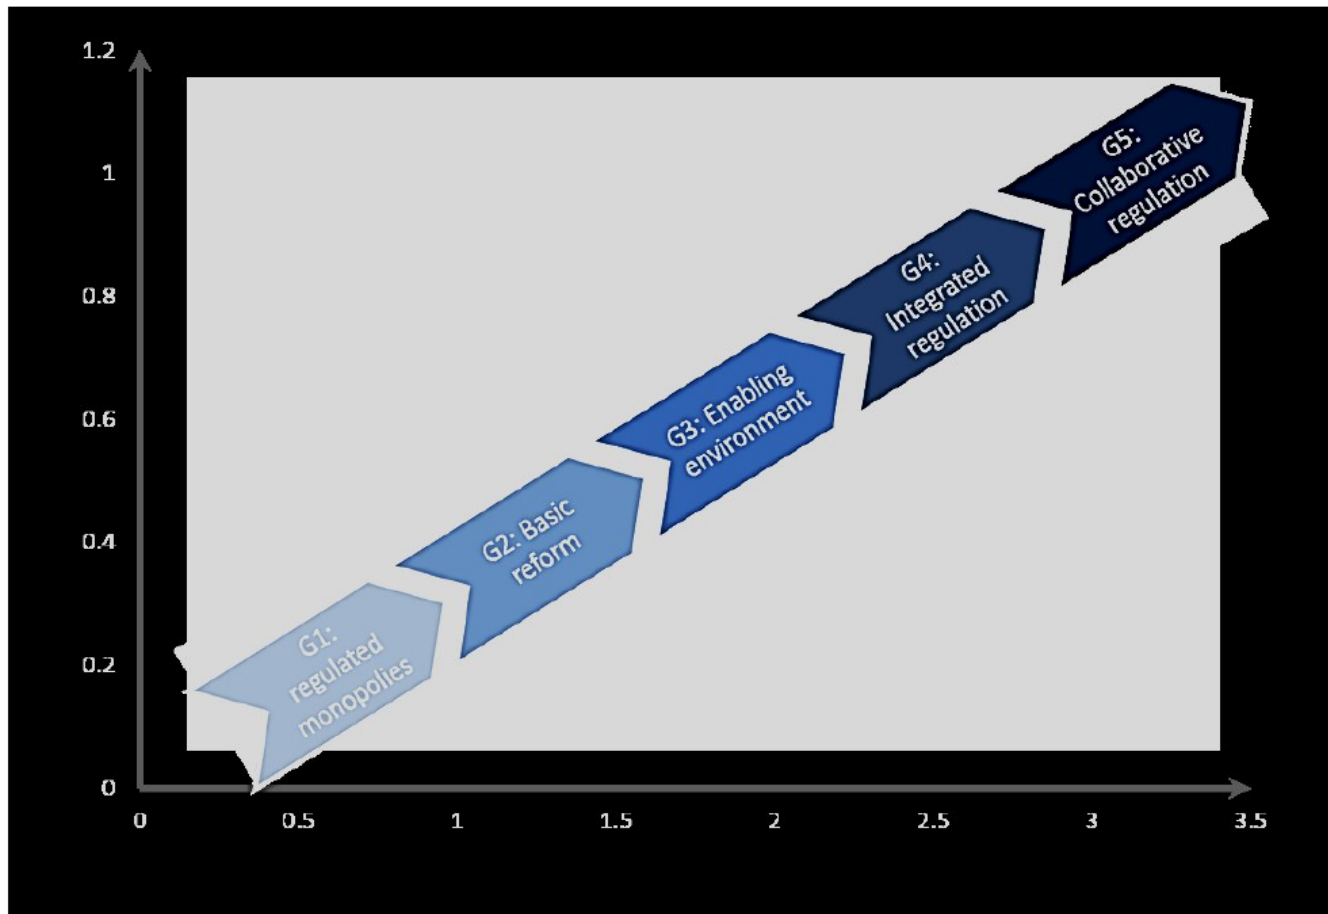 1.2
1
0.8
0.6
0.4
0.2
0
0 0.5 1 1.5 2 2.5 3 3.5
G1:
regulated
monopolies
G2: Basic
reform
G3: Enabling
environment
G4:
Integrated
regulation
G5:
Collaborative
regulation